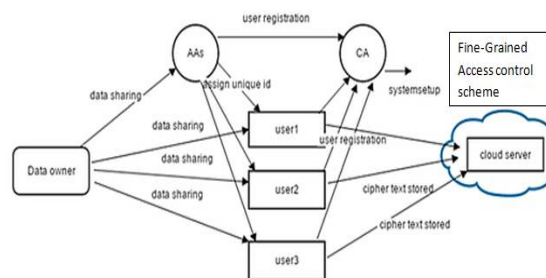 user registration
AAs
CA
Fine-Grained
Access control
scheme
assign unique id
systemsetup
data sharing
data sharing
user1
user registration
data sharing
cloud server
Data owner
user2
cipher text stored
data sharing
cipher text stored
user3